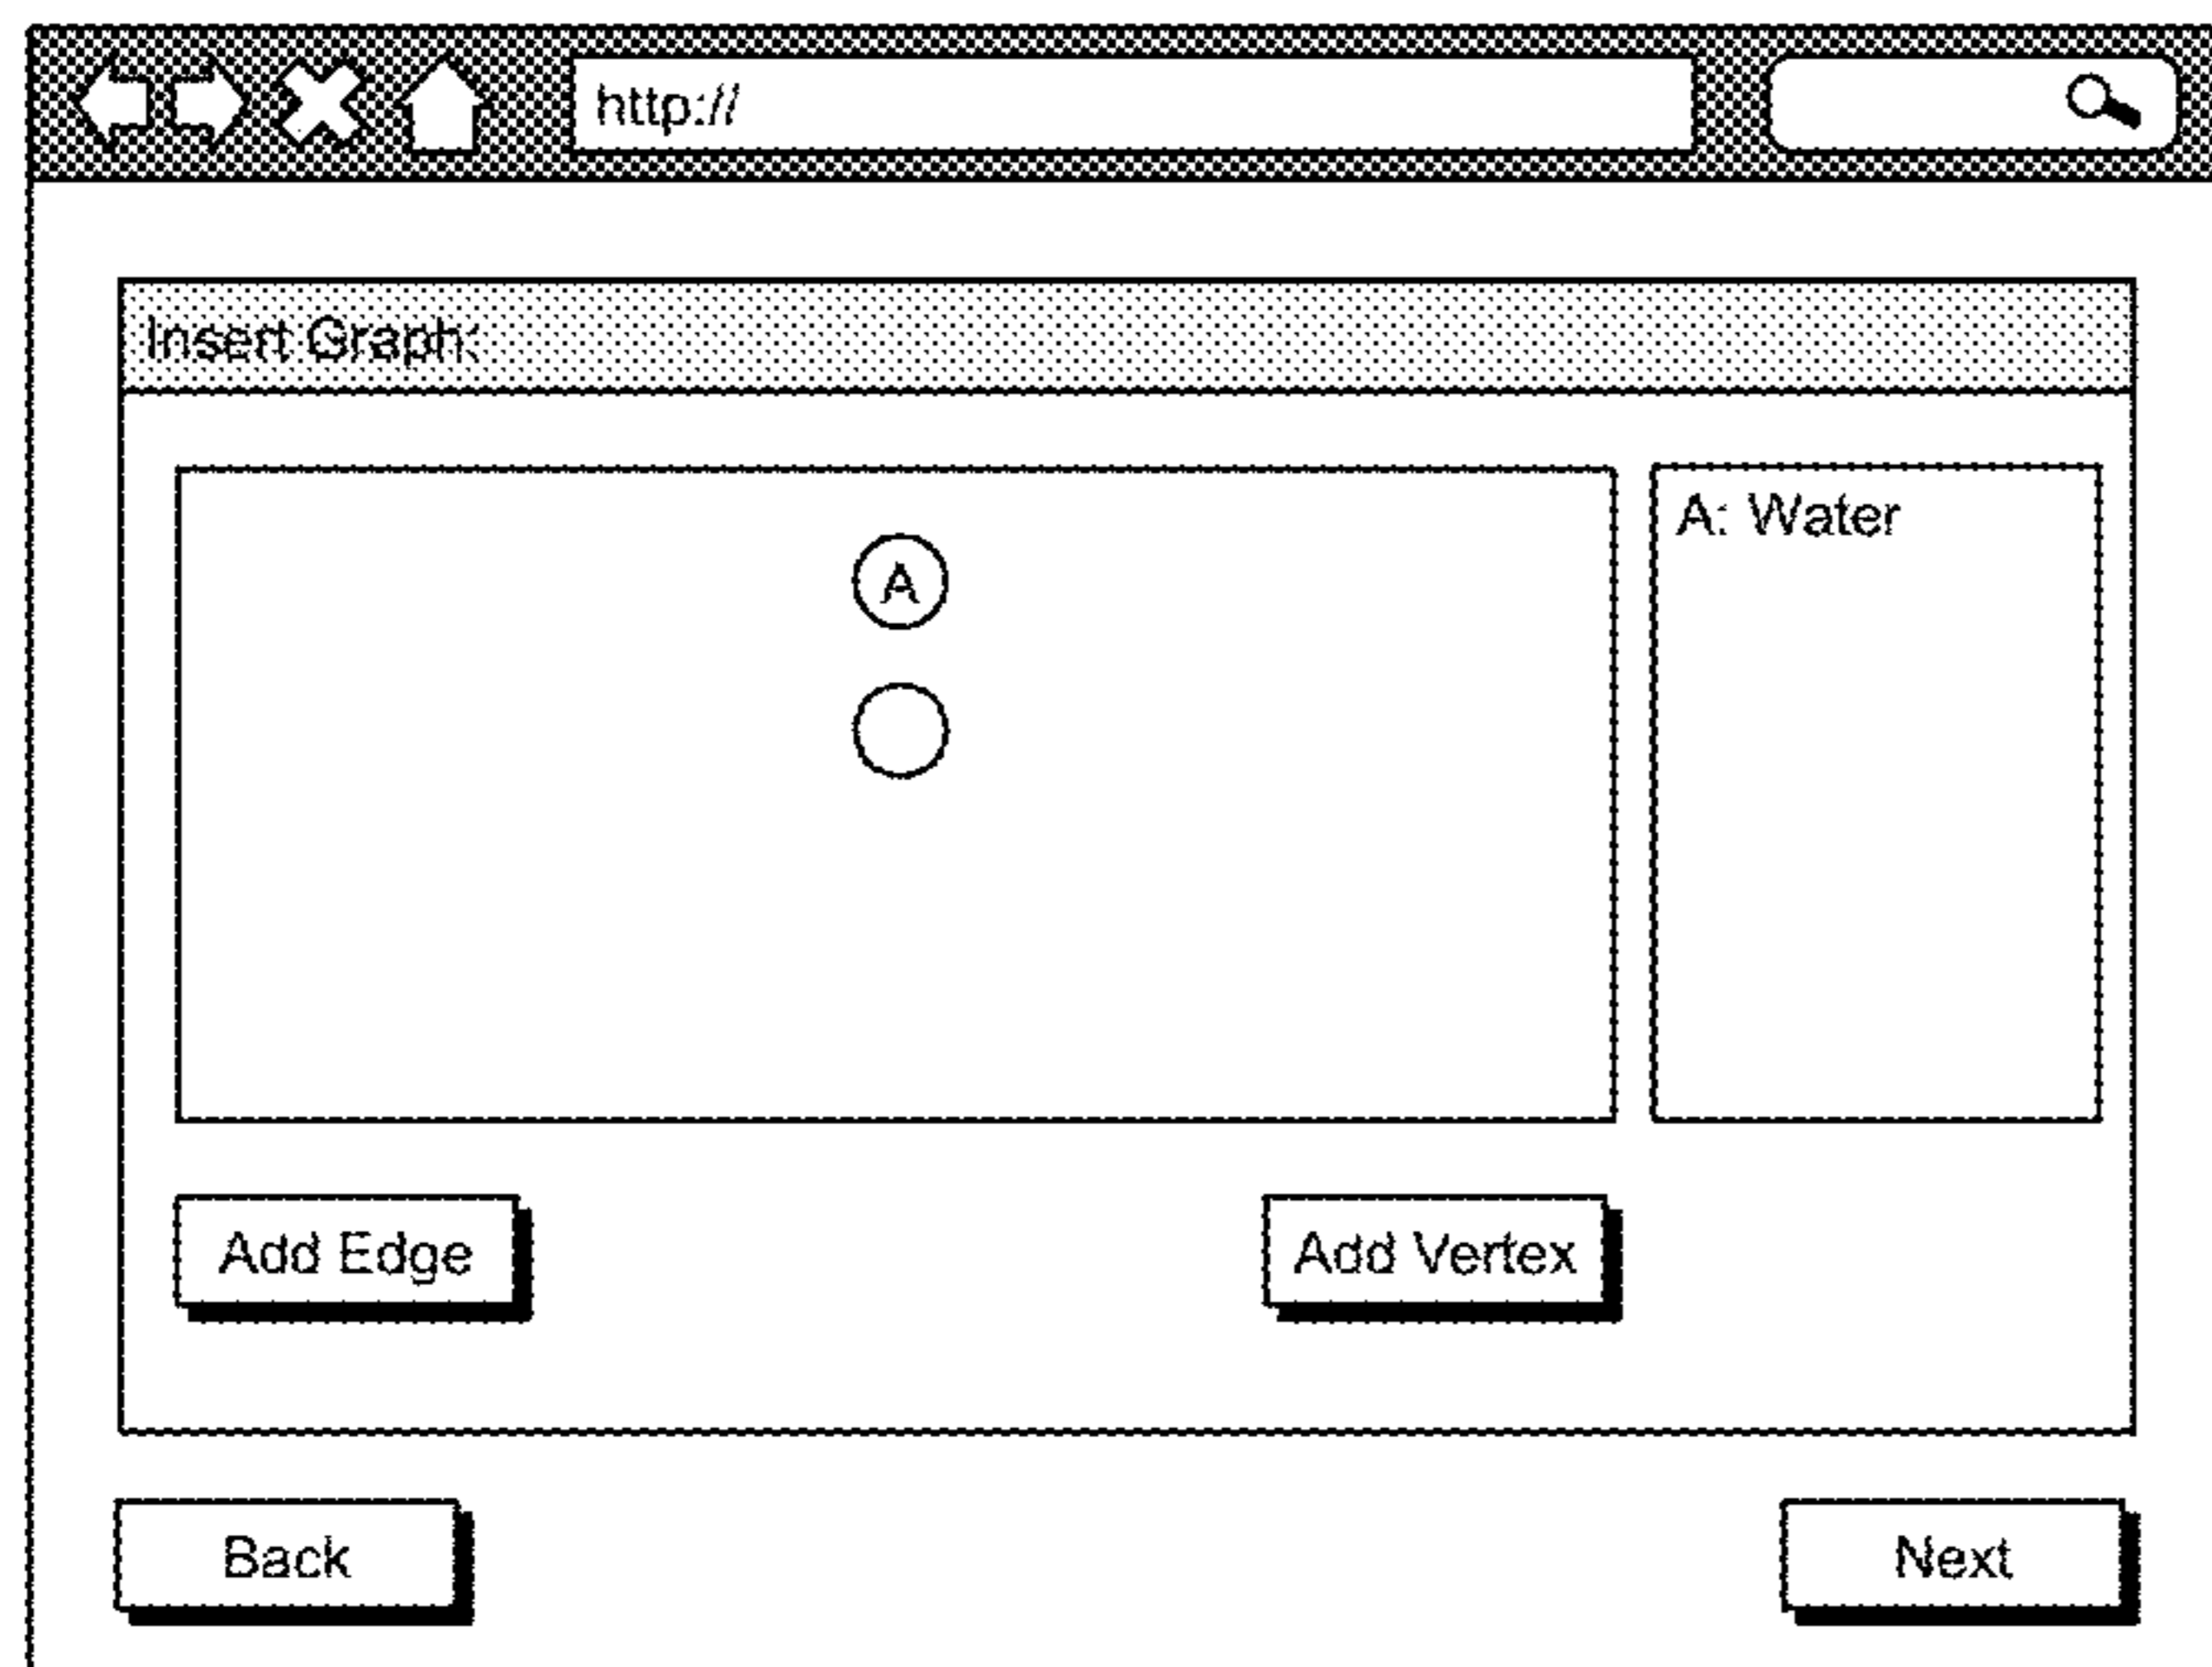 http://
Insert Graph:
A: Water
A
Add Edge
Add Vertex
Back
Next